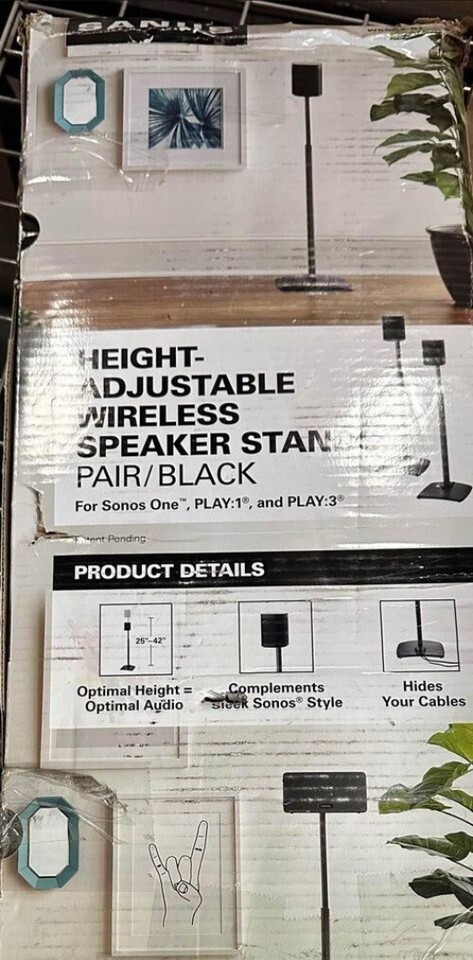 SANUS
HEIGHT-
ADJUSTABLE
WIRELESS
SPEAKER STAN
PAIR/BLACK
For Sonos One™, PLAY:1®, and PLAY:3®
Patent Pending
PRODUCT DETAILS
25"-42"
Optimal Height =
Optimal Audio
Complements
Sleek Sonos® Style
Hides
Your Cables